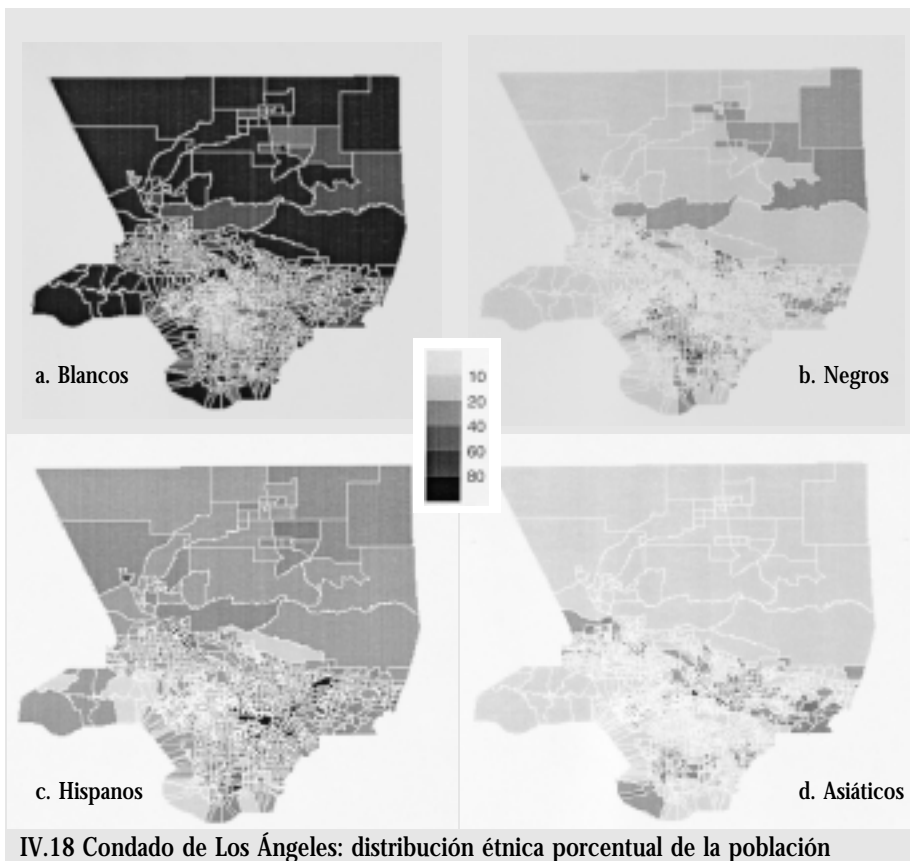 a. Blancos
b. Negros
10
20
40
60
80
c. Hispanos
d. Asiáticos
IV.18 Condado de Los Ángeles: distribución étnica porcentual de la población